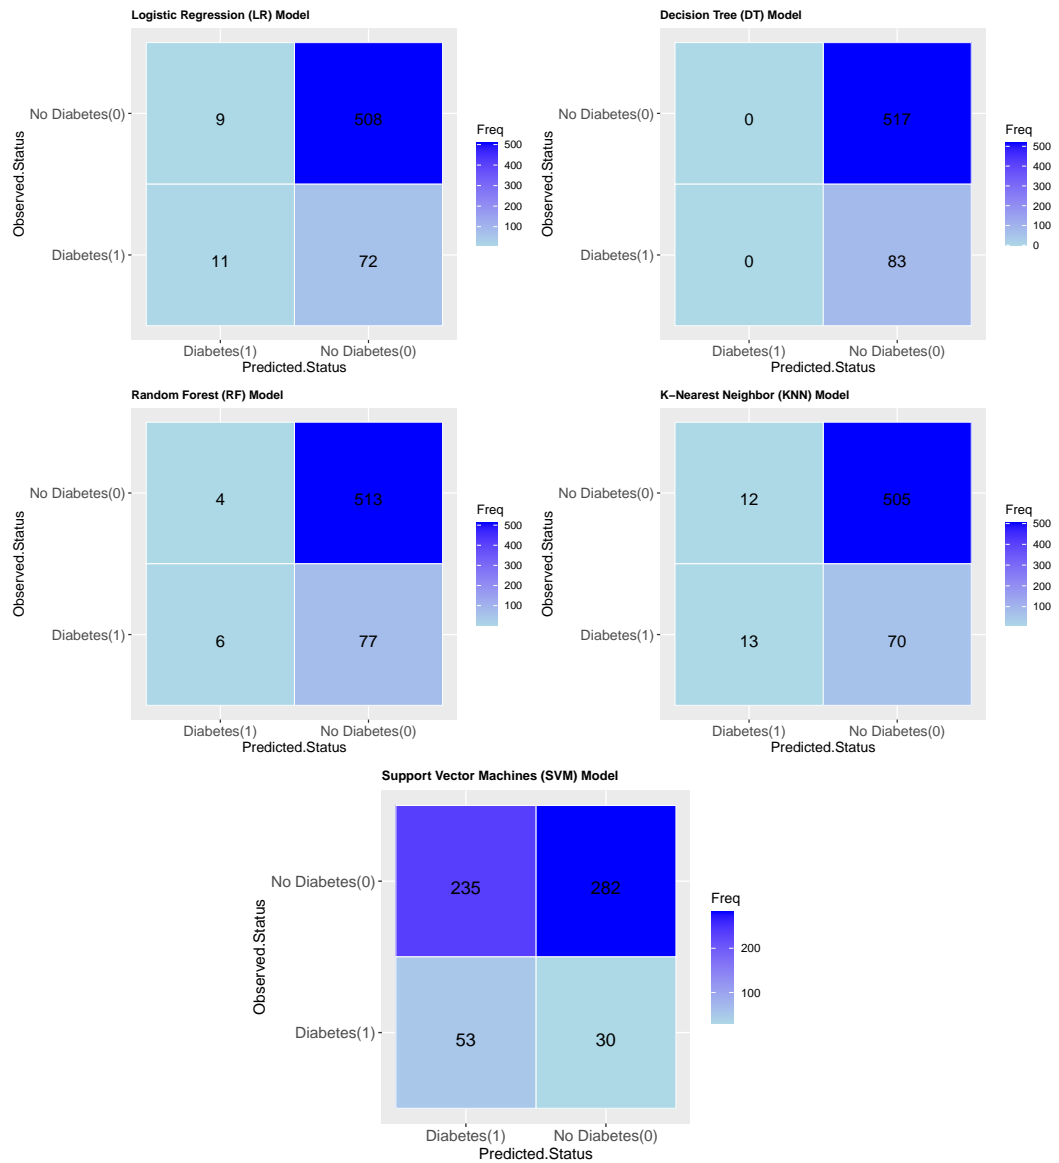 Logistic Regression (LR) Model
Observed.Status
No Diabetes(0)
Diabetes(1)
9
508
11
72
Diabetes(1)
No Diabetes(0)
Predicted.Status
Freq
500
400
300
200
100
Decision Tree (DT) Model
Observed.Status
No Diabetes(0)
Diabetes(1)
0
517
0
83
Diabetes(1)
No Diabetes(0)
Predicted.Status
Freq
500
400
300
200
100
0
Random Forest (RF) Model
Observed.Status
No Diabetes(0)
Diabetes(1)
4
513
6
77
Diabetes(1)
No Diabetes(0)
Predicted.Status
Freq
500
400
300
200
100
K−Nearest Neighbor (KNN) Model
Observed.Status
No Diabetes(0)
Diabetes(1)
12
505
13
70
Diabetes(1)
No Diabetes(0)
Predicted.Status
Freq
500
400
300
200
100
Support Vector Machines (SVM) Model
Observed.Status
No Diabetes(0)
Diabetes(1)
235
282
53
30
Diabetes(1)
No Diabetes(0)
Predicted.Status
Freq
200
100